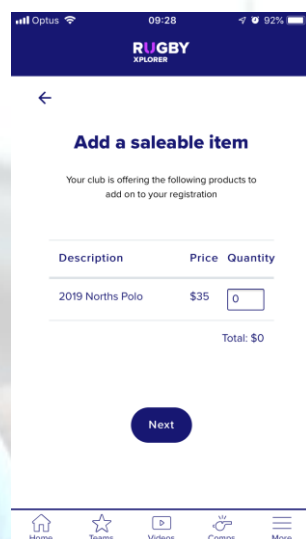 Optus 09:28 92%
RUGBY
XPLORER
Add a saleable item
Your club is offering the following products to
add on to your registration
Description Price Quantity
2019 Norths Polo $35 0
Total: $0
Next
Home Teams Videos Comps More